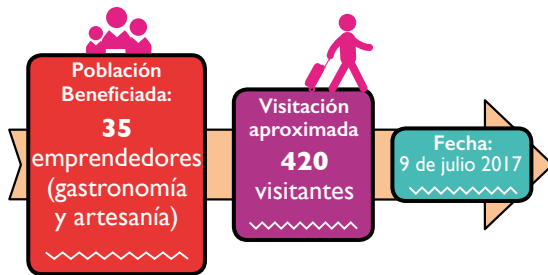 Población
Beneficiada:
35
emprendedores
(gastronomía
y artesanía)
Visitación
aproximada
420
visitantes
Fecha:
9 de julio 2017